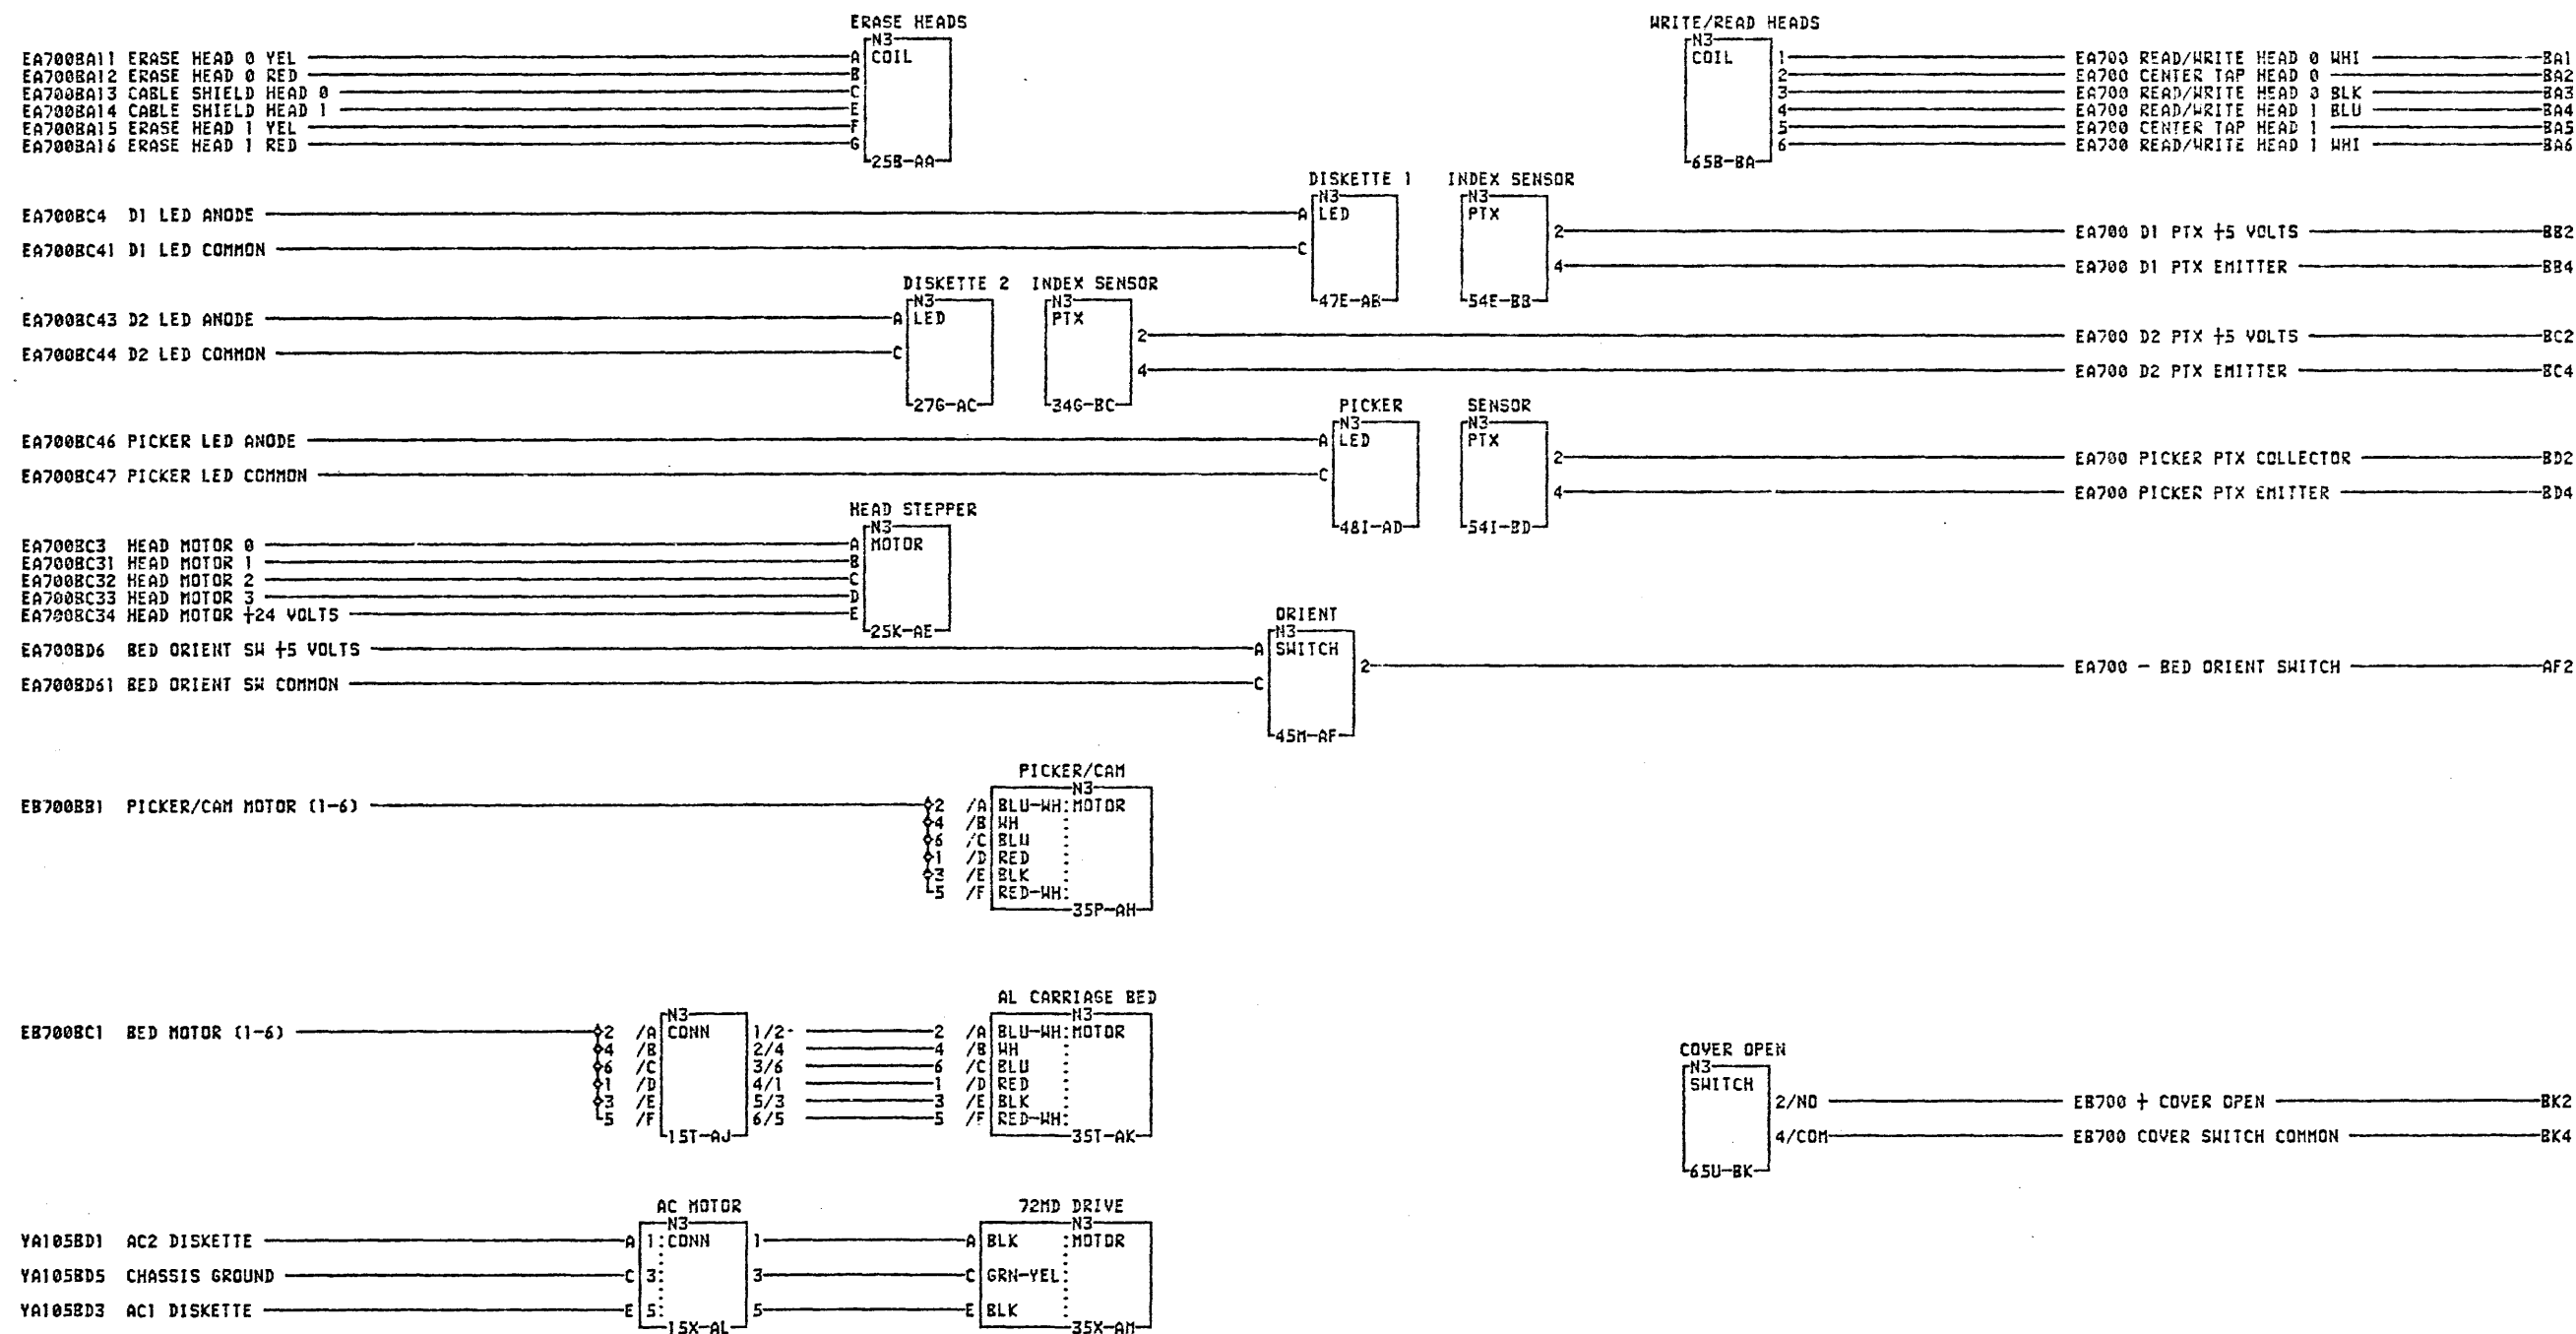 ERASE HEADS WRITE/READ HEADS
N3 N3
EA700BA11 ERASE HEAD 0 YEL A COIL COIL 1 EA700 READ/WRITE HEAD 0 WHI BA1
EA700BA12 ERASE HEAD 0 RED B 2 EA700 CENTER TAP HEAD 0 BA2
EA700BA13 CABLE SHIELD HEAD 0 C 3 EA700 READ/WRITE HEAD 0 BLK BA3
EA700BA14 CABLE SHIELD HEAD 1 E 4 EA700 READ/WRITE HEAD 1 BLU BA4
EA700BA15 ERASE HEAD 1 YEL F 5 EA700 CENTER TAP HEAD 1 BA5
EA700BA16 ERASE HEAD 1 RED G 6 EA700 READ/WRITE HEAD 1 WHI BA6
25B-AA 65B-BA
DISKETTE 1 INDEX SENSOR
N3 N3
EA700BC4 D1 LED ANODE A LED PTX
2 EA700 D1 PTX +5 VOLTS BB2
EA700BC41 D1 LED COMMON C
4 EA700 D1 PTX EMITTER BB4
DISKETTE 2 INDEX SENSOR
N3 N3 47E-AB 54E-BB
EA700BC43 D2 LED ANODE A LED PTX
2 EA700 D2 PTX +5 VOLTS BC2
EA700BC44 D2 LED COMMON C
4 EA700 D2 PTX EMITTER BC4
27G-AC 34G-BC PICKER SENSOR
N3 N3
EA700BC46 PICKER LED ANODE A LED PTX
2 EA700 PICKER PTX COLLECTOR BD2
EA700BC47 PICKER LED COMMON C
4 EA700 PICKER PTX EMITTER BD4
HEAD STEPPER
N3 48I-AD 54I-BD
EA700BC3 HEAD MOTOR 0 A MOTOR
EA700BC31 HEAD MOTOR 1 B
EA700BC32 HEAD MOTOR 2 C
EA700BC33 HEAD MOTOR 3 D
EA700BC34 HEAD MOTOR +24 VOLTS E ORIENT
25K-AE N3
EA700BD6 BED ORIENT SW +5 VOLTS A SWITCH
2 EA700 - BED ORIENT SWITCH AF2
EA700BD61 BED ORIENT SW COMMON C
45M-AF
PICKER/CAM
N3
EB700BB1 PICKER/CAM MOTOR (1-6) 2 /A BLU-WH:MOTOR
4 /B WH :
6 /C BLU :
1 /D RED :
3 /E BLK :
5 /F RED-WH:
35P-AH
AL CARRIAGE BED
N3 N3
EB700BC1 BED MOTOR (1-6) 2 /A CONN 1/2- 2 /A BLU-WH:MOTOR
4 /B 2/4 4 /B WH :
6 /C 3/6 6 /C BLU :
1 /D 4/1 1 /D RED :
3 /E 5/3 3 /E BLK :
5 /F 6/5 5 /F RED-WH:
15T-AJ 35T-AK
COVER OPEN
N3
SWITCH
2/NO EB700 + COVER OPEN BK2
4/COM EB700 COVER SWITCH COMMON BK4
65U-BK
AC MOTOR 72MD DRIVE
N3 N3
YA105BD1 AC2 DISKETTE A 1:CONN 1 A BLK :MOTOR
YA105BD5 CHASSIS GROUND C 3: 3 C GRN-YEL:
YA105BD3 AC1 DISKETTE E 5: 5 E BLK :
15X-AL 35X-AM